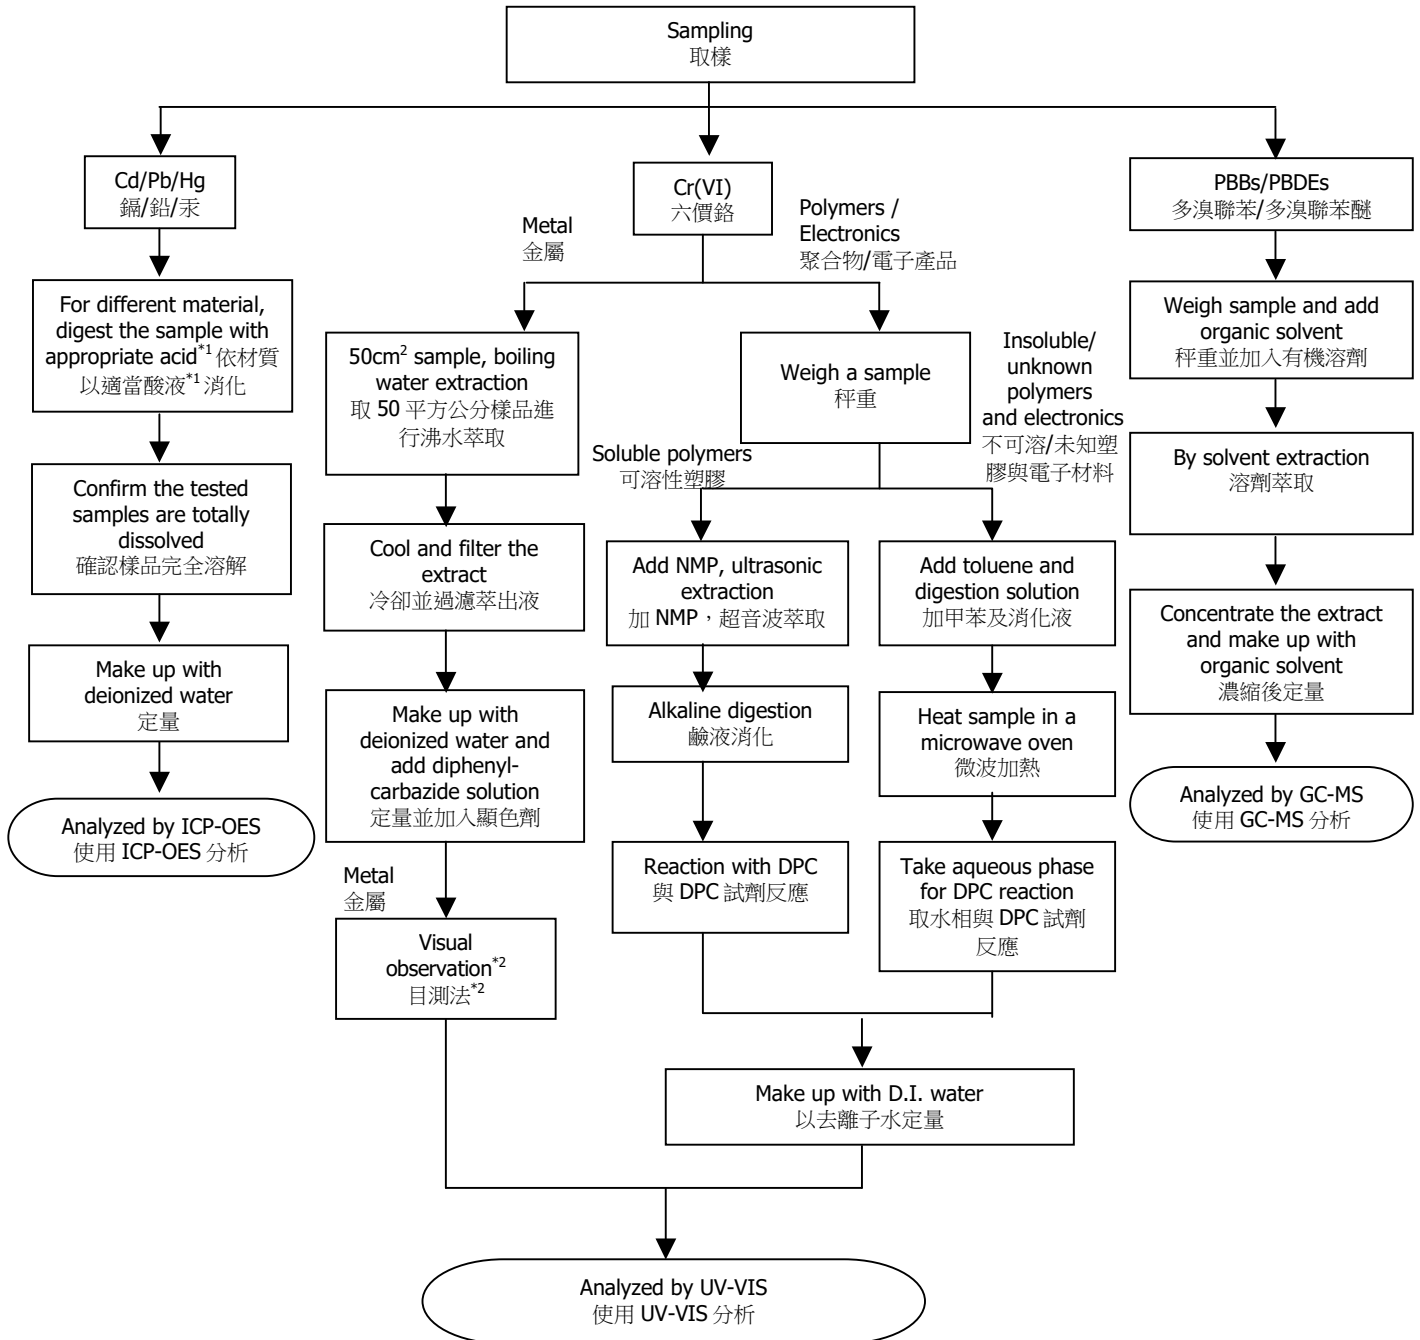 Sampling
取樣
Cd/Pb/Hg
鎘/鉛/汞
For different material,
digest the sample with
appropriate acid*1 依材質
以適當酸液*1 消化
Confirm the tested
samples are totally
dissolved
確認樣品完全溶解
Make up with
deionized water
定量
Analyzed by ICP-OES
使用 ICP-OES 分析
Cr(VI)
六價鉻
Metal
金屬
Polymers /
Electronics
聚合物/電子產品
50cm2 sample, boiling
water extraction
取 50 平方公分樣品進
行沸水萃取
Cool and filter the
extract
冷卻並過濾萃出液
Make up with
deionized water and
add diphenyl-
carbazide solution
定量並加入顯色劑
Metal
金屬
Visual
observation*2
目測法*2
Weigh a sample
秤重
Soluble polymers
可溶性塑膠
Insoluble/
unknown
polymers
and electronics
不可溶/未知塑
膠與電子材料
Add NMP, ultrasonic
extraction
加 NMP，超音波萃取
Alkaline digestion
鹼液消化
Reaction with DPC
與 DPC 試劑反應
Add toluene and
digestion solution
加甲苯及消化液
Heat sample in a
microwave oven
微波加熱
Take aqueous phase
for DPC reaction
取水相與 DPC 試劑
反應
Make up with D.I. water
以去離子水定量
Analyzed by UV-VIS
使用 UV-VIS 分析
PBBs/PBDEs
多溴聯苯/多溴聯苯醚
Weigh sample and add
organic solvent
秤重並加入有機溶劑
By solvent extraction
溶劑萃取
Concentrate the extract
and make up with
organic solvent
濃縮後定量
Analyzed by GC-MS
使用 GC-MS 分析